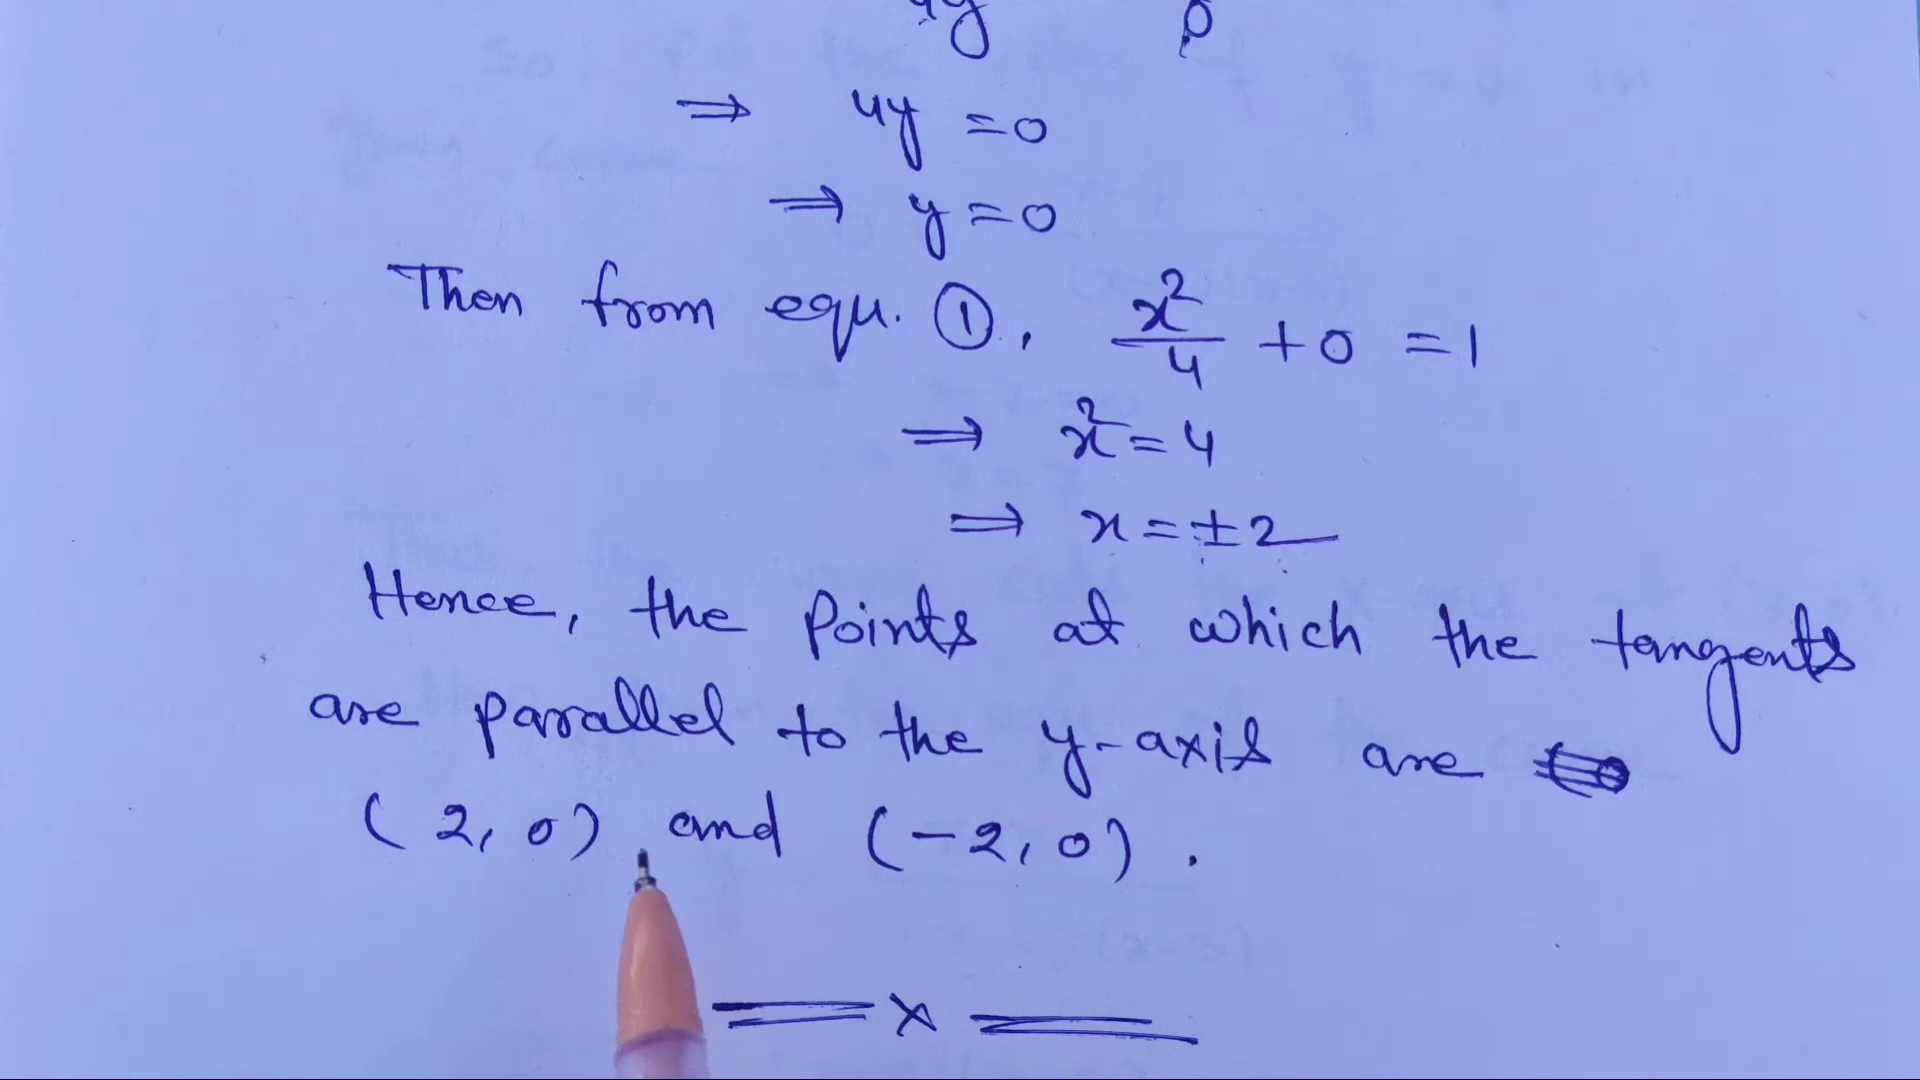 ⇒ 4y = 0
⇒ y = 0
Then from equ. ①, x²/4 + 0 = 1
⇒ x² = 4
⇒ x = ±2
Hence, the points at which the tangents
are parallel to the y-axis are
(2, 0) and (-2, 0).
x